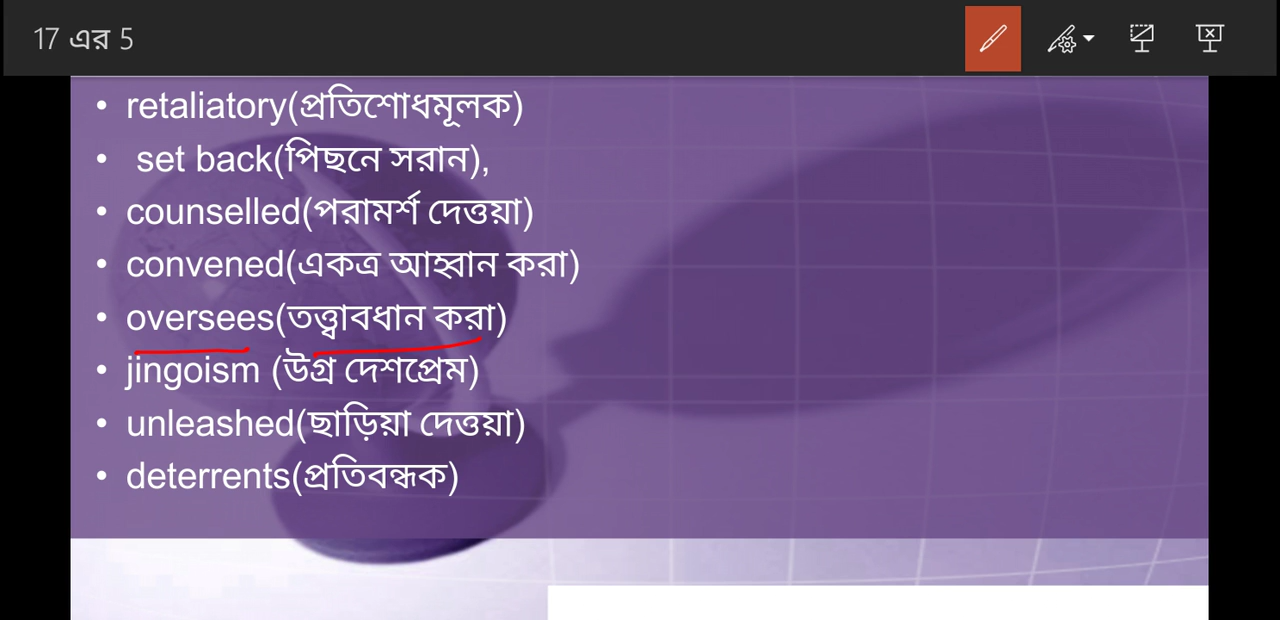 17 এর 5
• retaliatory(প্রতিশোধমূলক)
• set back(পিছনে সরান),
• counselled(পরামর্শ দেত্তয়া)
• convened(একত্র আহ্বান করা)
• oversees(তত্ত্বাবধান করা)
• jingoism (উগ্র দেশপ্রেম)
• unleashed(ছাড়িয়া দেত্তয়া)
• deterrents(প্রতিবন্ধক)